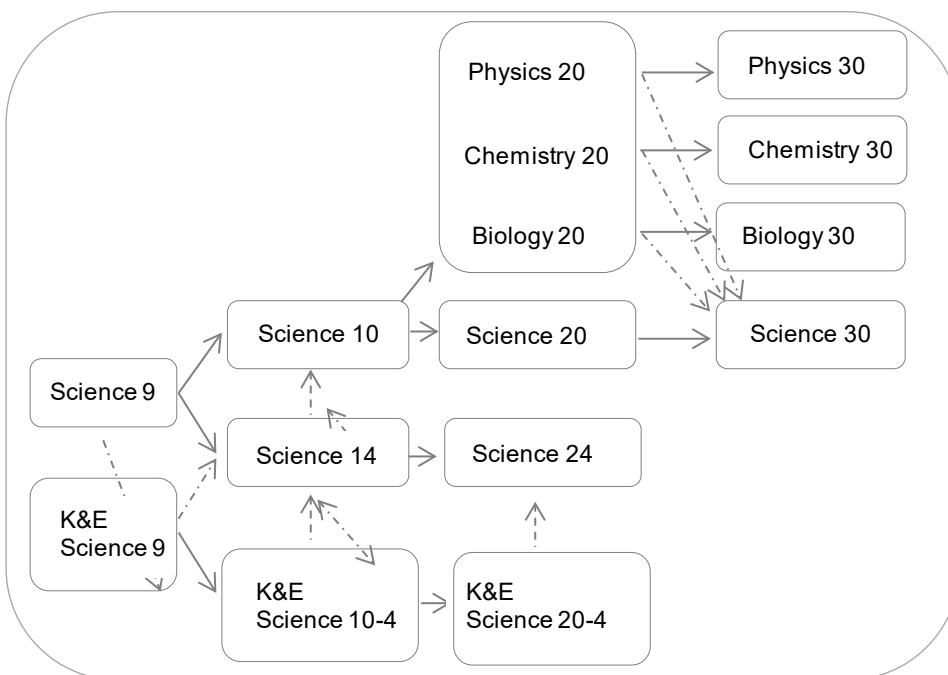 Physics 20
Physics 30
Chemistry 20
Chemistry 30
Biology 20
Biology 30
Science 10
Science 20
Science 30
Science 9
Science 14
Science 24
K&E
Science 9
K&E
Science 10-4
K&E
Science 20-4